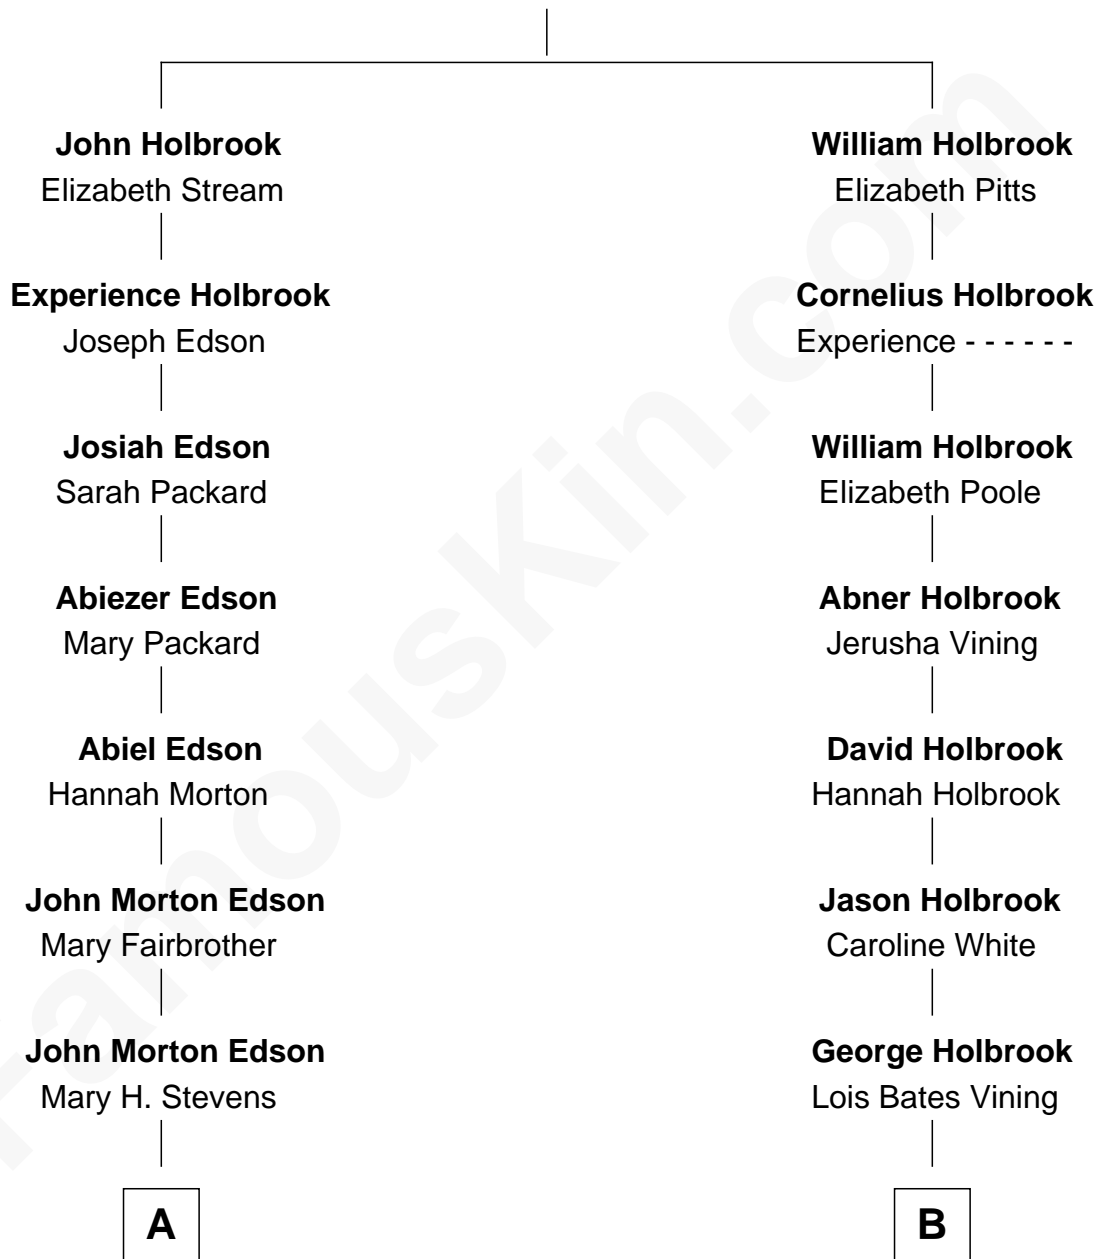 John Holbrook
Elizabeth Stream
William Holbrook
Elizabeth Pitts
Experience Holbrook
Joseph Edson
Cornelius Holbrook
Experience - - - - - -
Josiah Edson
Sarah Packard
William Holbrook
Elizabeth Poole
Abiezer Edson
Mary Packard
Abner Holbrook
Jerusha Vining
Abiel Edson
Hannah Morton
David Holbrook
Hannah Holbrook
John Morton Edson
Mary Fairbrother
Jason Holbrook
Caroline White
John Morton Edson
Mary H. Stevens
George Holbrook
Lois Bates Vining
A
B
FamousKin.com